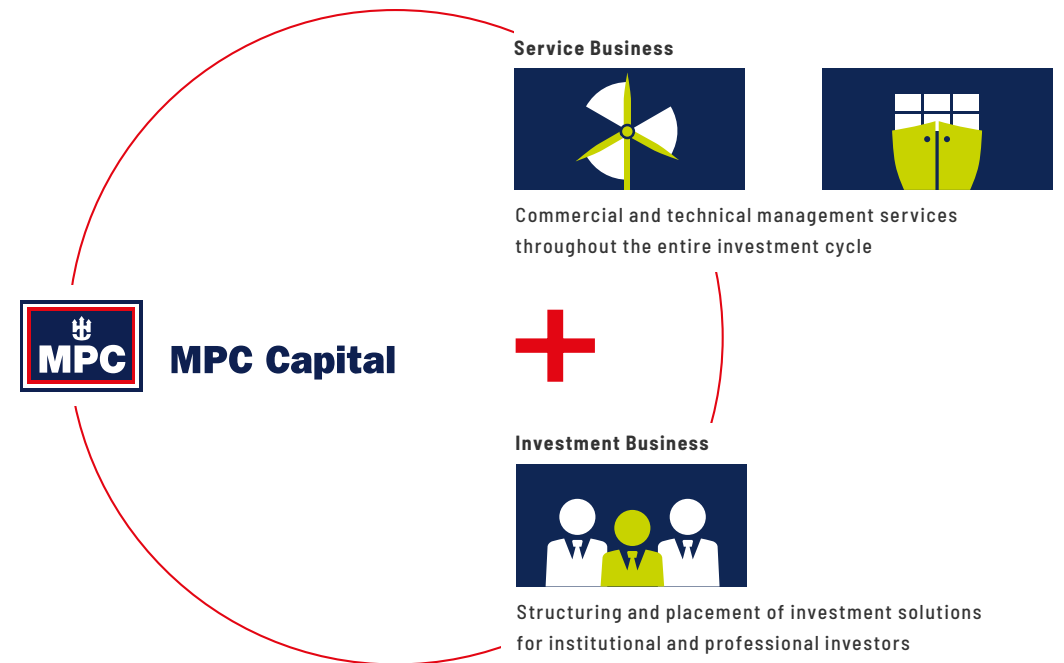 Service Business
Commercial and technical management services
throughout the entire investment cycle
MPC
MPC Capital
Investment Business
Structuring and placement of investment solutions
for institutional and professional investors